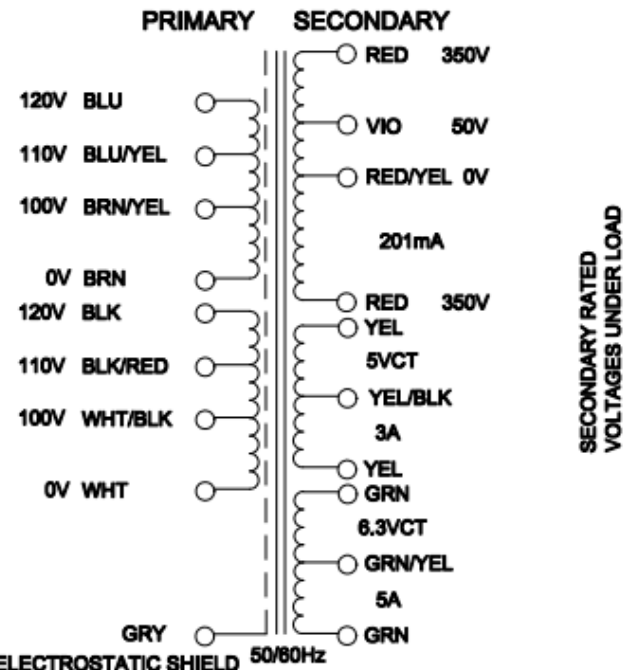 PRIMARY SECONDARY
RED 350V
120V BLU
VIO 50V
110V BLU/YEL
RED/YEL 0V
100V BRN/YEL
201mA
0V BRN
RED 350V
120V BLK
YEL
5VCT
110V BLK/RED
YEL/BLK
100V WHT/BLK
3A
YEL
0V WHT
GRN
6.3VCT
GRN/YEL
5A
GRY
GRN
ELECTROSTATIC SHIELD 50/60Hz
SECONDARY RATED
VOLTAGES UNDER LOAD